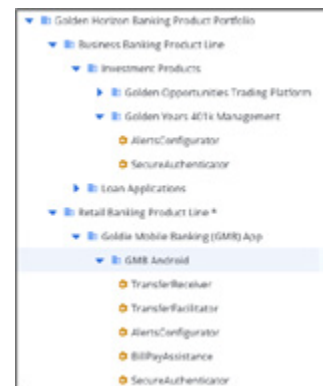 Golden Horizon Banking Product Portfolio
Business Banking Product Line
Investment Products
Golden Opportunities Trading Platform
Golden Years 401k Management
AlertsConfigurator
SecureAuthenticator
Loan Applications
Retail Banking Product Line *
Goldie Mobile Banking (GMB) App
GMB Android
TransferReceiver
TransferFacilitator
AlertsConfigurator
BillPayAssistance
SecureAuthenticator